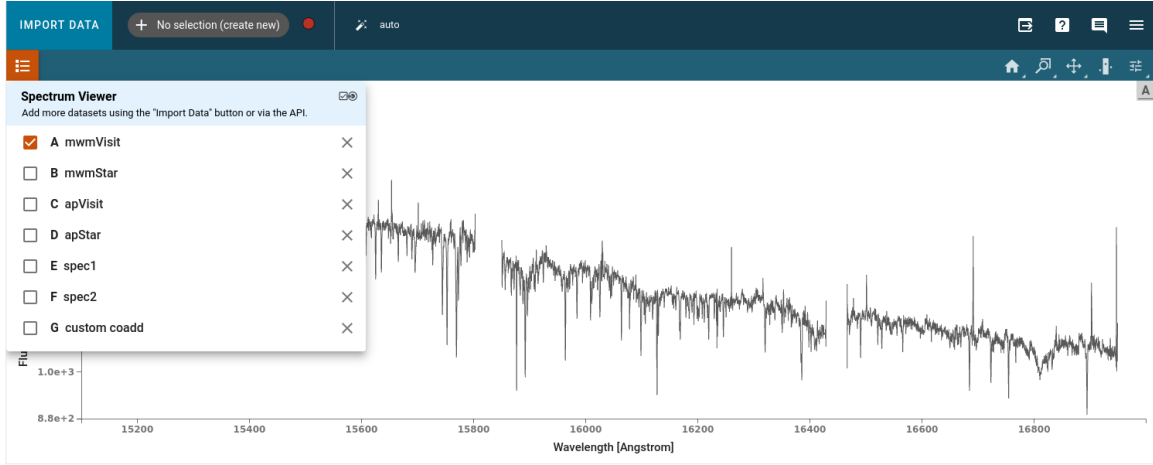 IMPORT DATA
+ No selection (create new)
auto
Spectrum Viewer
Add more datasets using the "Import Data" button or via the API.
A mwmVisit
B mwmStar
C apVisit
D apStar
E spec1
F spec2
G custom coadd
A
Flu
1.0e+3
8.8e+2
15200 15400 15600 15800 16000 16200 16400 16600 16800
Wavelength [Angstrom]